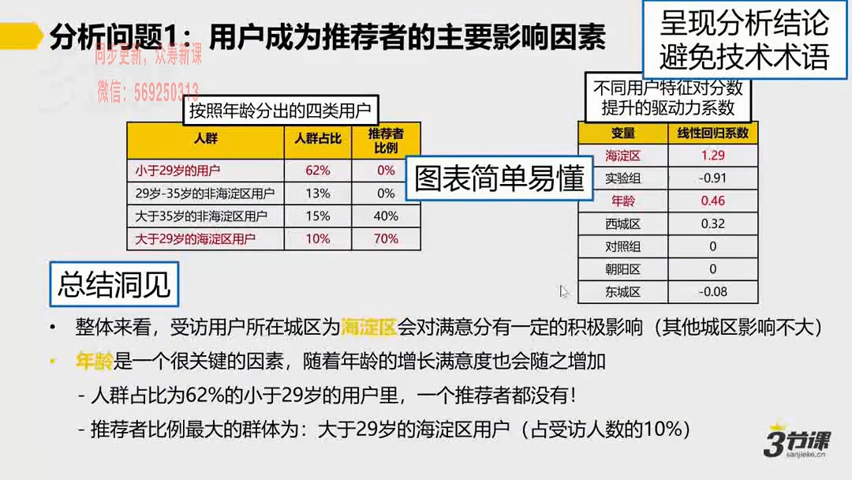 分析问题1：用户成为推荐者的主要影响因素
呈现分析结论
避免技术术语
同步更新，众筹新课
微信：569250313
按照年龄分出的四类用户
人群 人群占比 推荐者比例
小于29岁的用户 62% 0%
29岁-35岁的非海淀区用户 13% 0%
大于35岁的非海淀区用户 15% 40%
大于29岁的海淀区用户 10% 70%
图表简单易懂
不同用户特征对分数
提升的驱动力系数
变量 线性回归系数
海淀区 1.29
实验组 -0.91
年龄 0.46
西城区 0.32
对照组 0
朝阳区 0
东城区 -0.08
总结洞见
• 整体来看，受访用户所在城区为海淀区会对满意分有一定的积极影响（其他城区影响不大）
• 年龄是一个很关键的因素，随着年龄的增长满意度也会随之增加
- 人群占比为62%的小于29岁的用户里，一个推荐者都没有！
- 推荐者比例最大的群体为：大于29岁的海淀区用户（占受访人数的10%）
3节课
sanjieke.cn